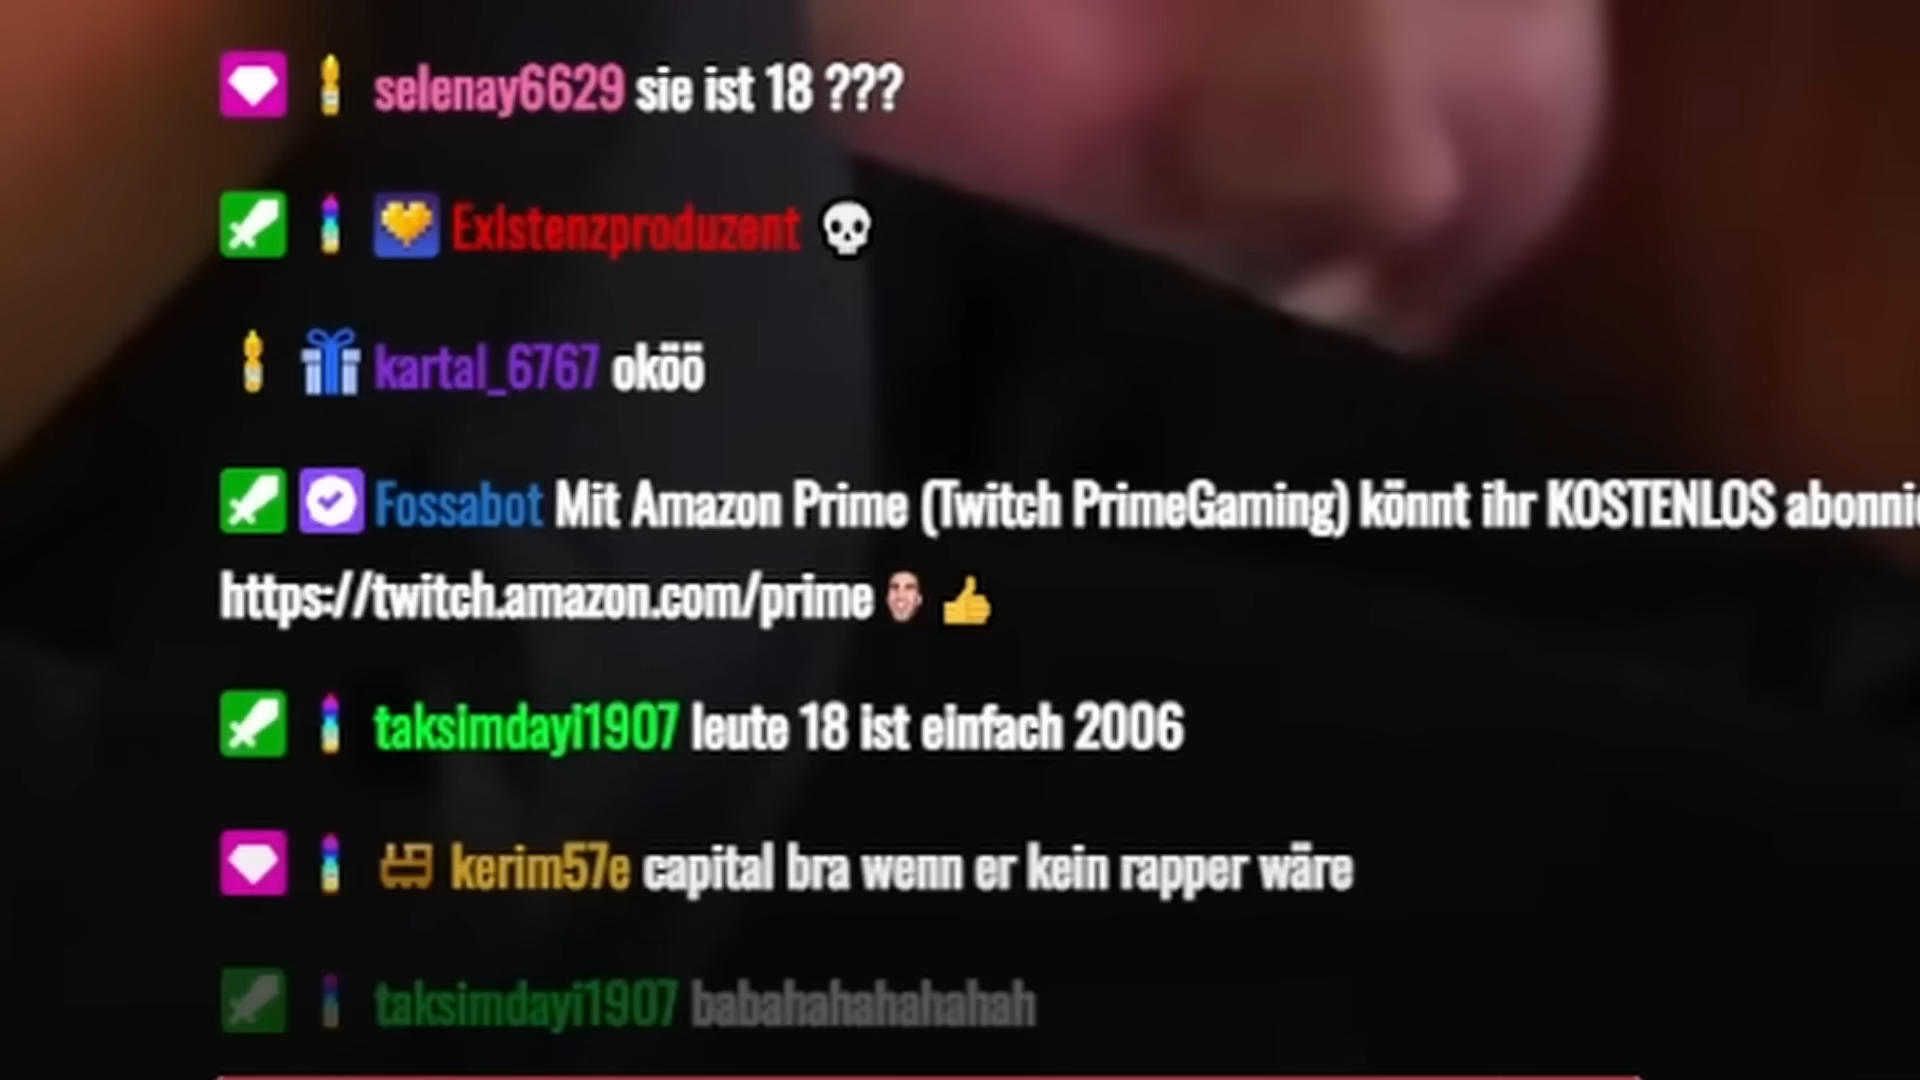 selenay6629 sie ist 18 ???
Existenzproduzent
kartal_6767 oköö
Fossabot Mit Amazon Prime (Twitch PrimeGaming) könnt ihr KOSTENLOS
https://twitch.amazon.com/prime
taksimdayi1907 leute 18 ist einfach 2006
kerim57e capital bra wenn er kein rapper wäre
taksimdayi1907 babahahahahahah